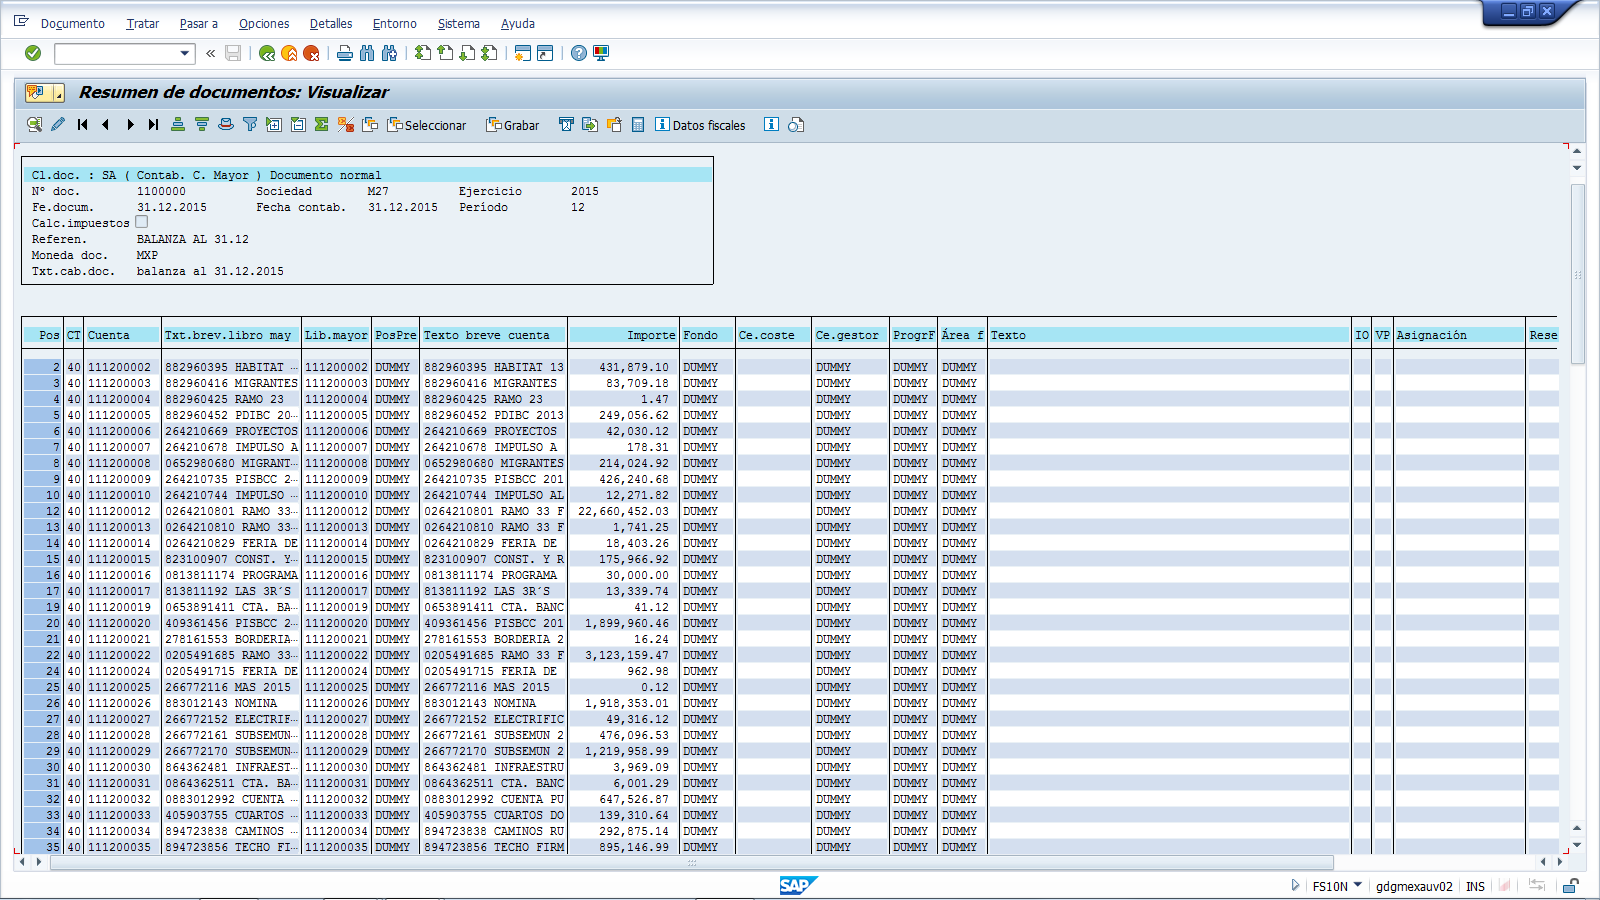 Documento Tratar Pasar a Opciones Detalles Entorno Sistema Ayuda
Resumen de documentos: Visualizar
Seleccionar Grabar Datos fiscales
Cl.doc. : SA ( Contab. C. Mayor ) Documento normal
N° doc. 1100000 Sociedad M27 Ejercicio 2015
Fe.docum. 31.12.2015 Fecha contab. 31.12.2015 Período 12
Calc.impuestos
Referen. BALANZA AL 31.12
Moneda doc. MXP
Txt.cab.doc. balanza al 31.12.2015
Pos CT Cuenta Txt.brev.libro may Lib.mayor PosPre Texto breve cuenta Importe Fondo Ce.coste Ce.gestor ProgrF Área f Texto IO VP Asignación Rese
2 40 111200002 882960395 HABITAT … 111200002 DUMMY 882960395 HABITAT 13 431,879.10 DUMMY DUMMY DUMMY DUMMY
3 40 111200003 882960416 MIGRANTES 111200003 DUMMY 882960416 MIGRANTES 83,709.18 DUMMY DUMMY DUMMY DUMMY
4 40 111200004 882960425 RAMO 23 111200004 DUMMY 882960425 RAMO 23 1.47 DUMMY DUMMY DUMMY DUMMY
5 40 111200005 882960452 PDIBC 20… 111200005 DUMMY 882960452 PDIBC 2013 249,056.62 DUMMY DUMMY DUMMY DUMMY
6 40 111200006 264210669 PROYECTOS 111200006 DUMMY 264210669 PROYECTOS 42,030.12 DUMMY DUMMY DUMMY DUMMY
7 40 111200007 264210678 IMPULSO A 111200007 DUMMY 264210678 IMPULSO A 178.31 DUMMY DUMMY DUMMY DUMMY
8 40 111200008 0652980680 MIGRANT… 111200008 DUMMY 0652980680 MIGRANTES 214,024.92 DUMMY DUMMY DUMMY DUMMY
9 40 111200009 264210735 PISBCC 2… 111200009 DUMMY 264210735 PISBCC 201 426,240.68 DUMMY DUMMY DUMMY DUMMY
10 40 111200010 264210744 IMPULSO … 111200010 DUMMY 264210744 IMPULSO AL 12,271.82 DUMMY DUMMY DUMMY DUMMY
12 40 111200012 0264210801 RAMO 33… 111200012 DUMMY 0264210801 RAMO 33 F 22,660,452.03 DUMMY DUMMY DUMMY DUMMY
13 40 111200013 0264210810 RAMO 33… 111200013 DUMMY 0264210810 RAMO 33 F 1,741.25 DUMMY DUMMY DUMMY DUMMY
14 40 111200014 0264210829 FERIA DE 111200014 DUMMY 0264210829 FERIA DE 18,403.26 DUMMY DUMMY DUMMY DUMMY
15 40 111200015 823100907 CONST. Y… 111200015 DUMMY 823100907 CONST. Y R 175,966.92 DUMMY DUMMY DUMMY DUMMY
16 40 111200016 0813811174 PROGRAMA 111200016 DUMMY 0813811174 PROGRAMA 30,000.00 DUMMY DUMMY DUMMY DUMMY
17 40 111200017 813811192 LAS 3R´S 111200017 DUMMY 813811192 LAS 3R´S 13,339.74 DUMMY DUMMY DUMMY DUMMY
19 40 111200019 0653891411 CTA. BA… 111200019 DUMMY 0653891411 CTA. BANC 41.12 DUMMY DUMMY DUMMY DUMMY
20 40 111200020 409361456 PISBCC 2… 111200020 DUMMY 409361456 PISBCC 201 1,899,960.46 DUMMY DUMMY DUMMY DUMMY
21 40 111200021 278161553 BORDERIA… 111200021 DUMMY 278161553 BORDERIA 2 16.24 DUMMY DUMMY DUMMY DUMMY
22 40 111200022 0205491685 RAMO 33… 111200022 DUMMY 0205491685 RAMO 33 F 3,123,159.47 DUMMY DUMMY DUMMY DUMMY
24 40 111200024 0205491715 FERIA DE 111200024 DUMMY 0205491715 FERIA DE 962.98 DUMMY DUMMY DUMMY DUMMY
25 40 111200025 266772116 MAS 2015 111200025 DUMMY 266772116 MAS 2015 0.12 DUMMY DUMMY DUMMY DUMMY
26 40 111200026 883012143 NOMINA 111200026 DUMMY 883012143 NOMINA 1,918,353.01 DUMMY DUMMY DUMMY DUMMY
27 40 111200027 266772152 ELECTRIF… 111200027 DUMMY 266772152 ELECTRIFIC 49,316.12 DUMMY DUMMY DUMMY DUMMY
28 40 111200028 266772161 SUBSEMUN… 111200028 DUMMY 266772161 SUBSEMUN 2 476,096.53 DUMMY DUMMY DUMMY DUMMY
29 40 111200029 266772170 SUBSEMUN… 111200029 DUMMY 266772170 SUBSEMUN 2 1,219,958.99 DUMMY DUMMY DUMMY DUMMY
30 40 111200030 864362481 INFRAEST… 111200030 DUMMY 864362481 INFRAESTRU 3,969.09 DUMMY DUMMY DUMMY DUMMY
31 40 111200031 0864362511 CTA. BA… 111200031 DUMMY 0864362511 CTA. BANC 6,001.29 DUMMY DUMMY DUMMY DUMMY
32 40 111200032 0883012992 CUENTA … 111200032 DUMMY 0883012992 CUENTA PU 647,526.87 DUMMY DUMMY DUMMY DUMMY
33 40 111200033 405903755 CUARTOS … 111200033 DUMMY 405903755 CUARTOS DO 139,310.64 DUMMY DUMMY DUMMY DUMMY
34 40 111200034 894723838 CAMINOS … 111200034 DUMMY 894723838 CAMINOS RU 292,875.14 DUMMY DUMMY DUMMY DUMMY
35 40 111200035 894723856 TECHO FI… 111200035 DUMMY 894723856 TECHO FIRM 895,146.99 DUMMY DUMMY DUMMY DUMMY
SAP FS10N gdgmexauv02 INS